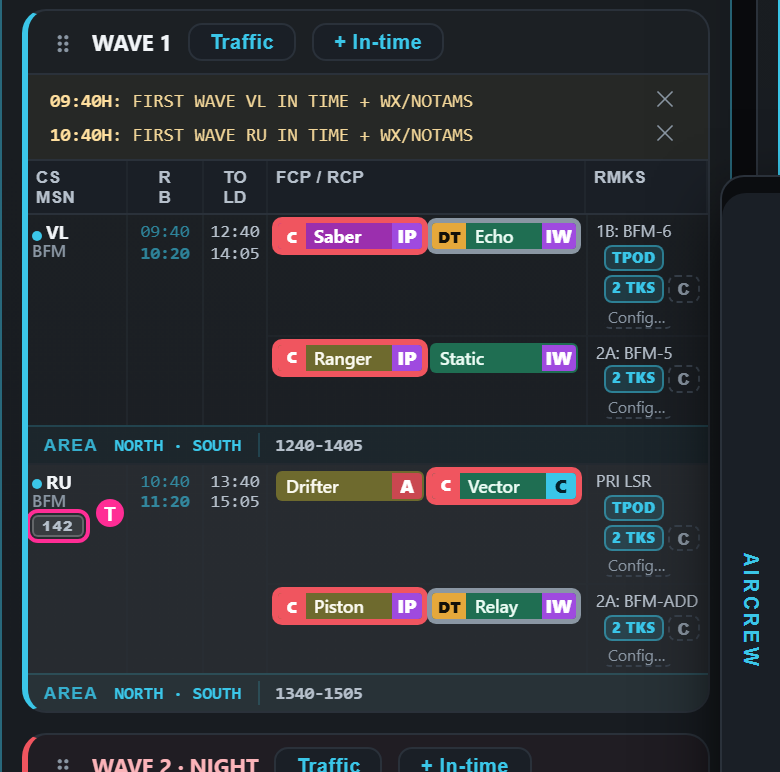 WAVE 1 Traffic + In-time
09:40H: FIRST WAVE VL IN TIME + WX/NOTAMS
10:40H: FIRST WAVE RU IN TIME + WX/NOTAMS
CS R TO FCP / RCP RMKS
MSN B LD
VL 09:40 12:40 C Saber IP DT Echo IW 1B: BFM-6
BFM 10:20 14:05 TPOD
2 TKS C
Config...
C Ranger IP Static IW 2A: BFM-5
2 TKS C
Config...
AREA NORTH · SOUTH 1240-1405
RU 10:40 13:40 Drifter A C Vector C PRI LSR
BFM 11:20 15:05 TPOD
142 T
2 TKS C
Config...
C Piston IP DT Relay IW 2A: BFM-ADD
2 TKS C
Config...
AREA NORTH · SOUTH 1340-1505
WAVE 2 · NIGHT Traffic + In-time
AIRCREW